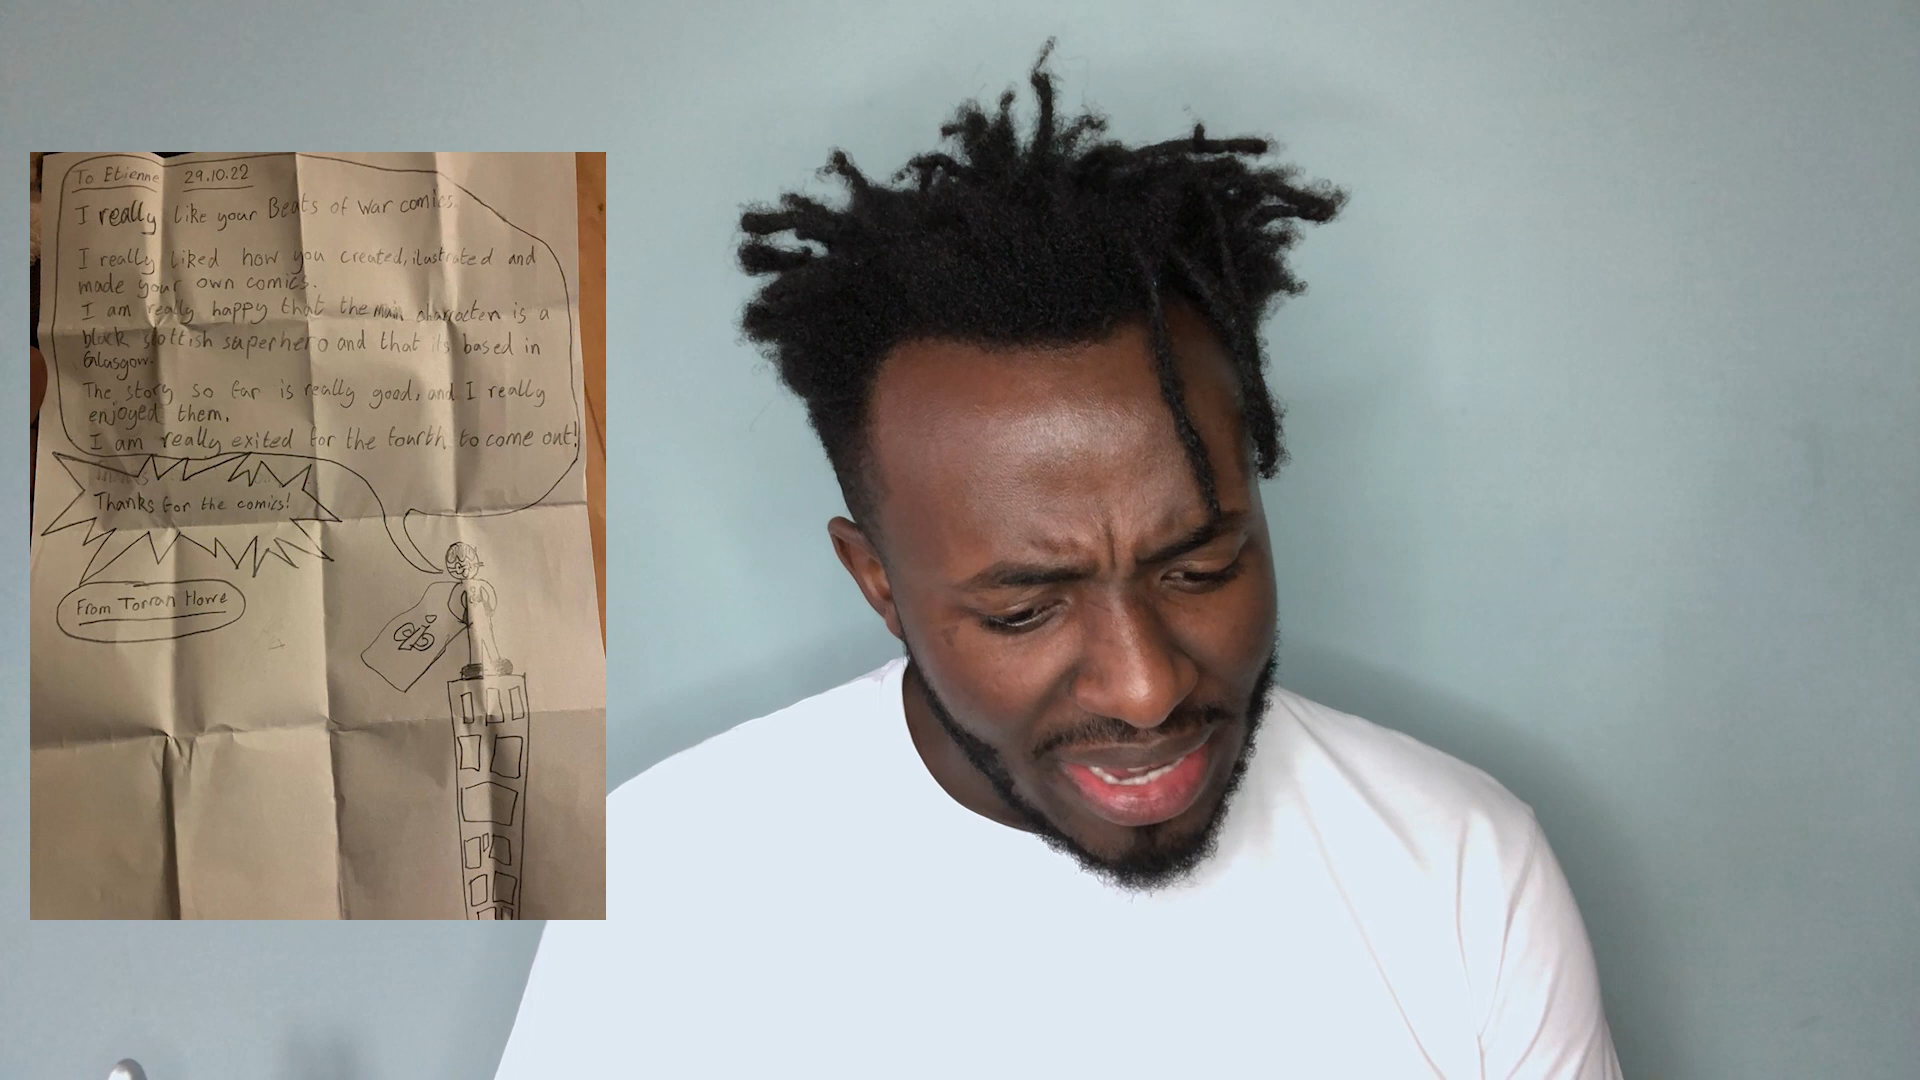 To Etienne 29.10.22
I really like your Beats of War comics.
I really liked how you created, ilustrated and
made your own comics.
I am really happy that the main character is a
black scottish superhero and that its based in
Glasgow.
The story so far is really good, and I really
enjoyed them.
I am really exited for the fourth to come out!
Thanks for the comics!
From Torran Howe